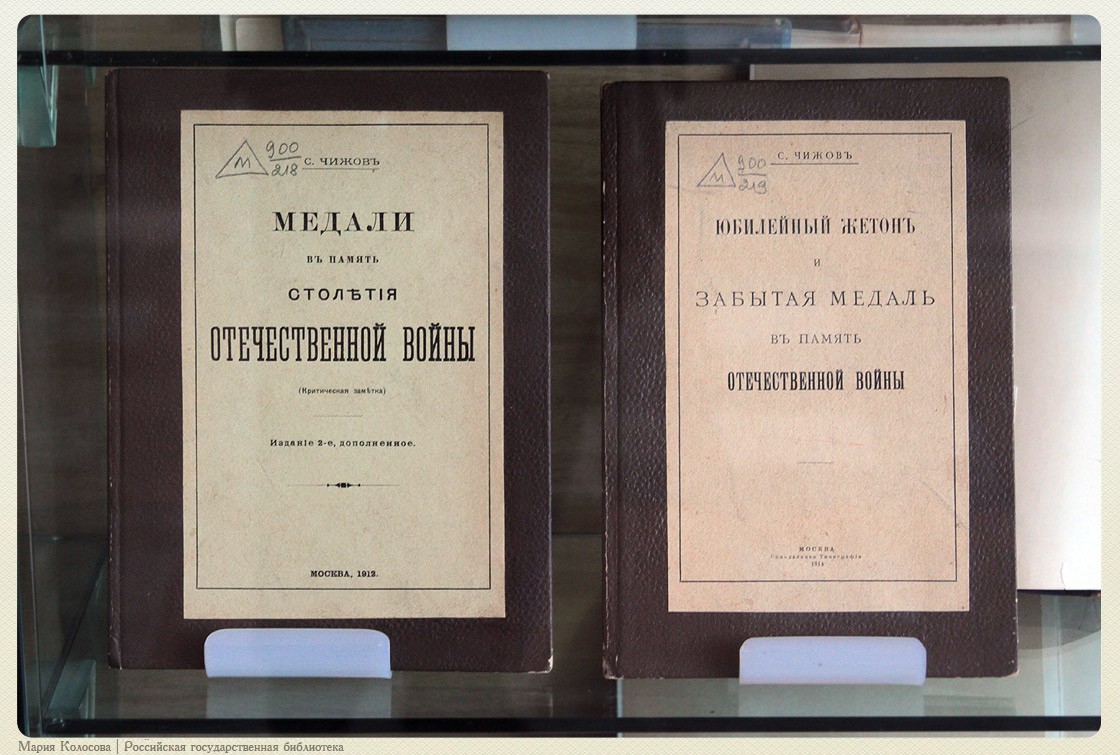 М 900
218
С. ЧИЖОВЪ
МЕДАЛИ
ВЪ ПАМЯТЬ
СТОЛѢТІЯ
ОТЕЧЕСТВЕННОЙ ВОЙНЫ
(Критическая замѣтка)
Изданіе 2-е, дополненное.
МОСКВА, 1912.
М 900
219
С. ЧИЖОВЪ
ЮБИЛЕЙНЫЙ ЖЕТОНЪ
И
ЗАБЫТАЯ МЕДАЛЬ
ВЪ ПАМЯТЬ
ОТЕЧЕСТВЕННОЙ ВОЙНЫ
МОСКВА
Типографія
Мария Колосова | Российская государственная библиотека